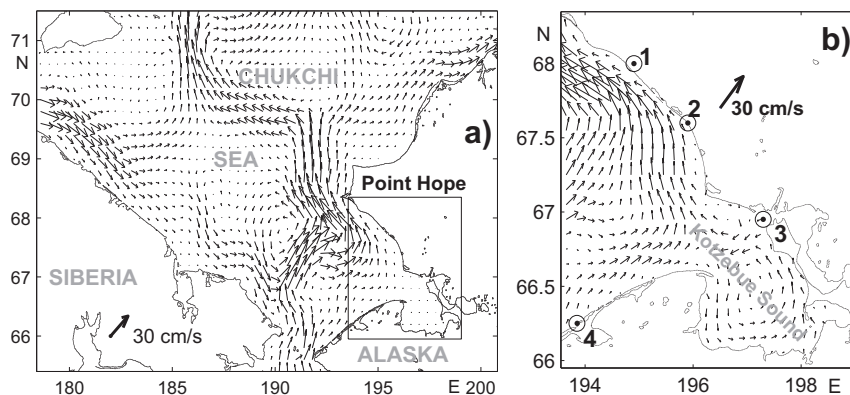 71
N
70
69
68
67
66
CHUKCHI
SEA
a)
Point Hope
SIBERIA
30 cm/s
ALASKA
180
185
190
195
E
200
b)
N
68
67.5
67
66.5
66
1
2
30 cm/s
3
Kotzebue Sound
4
194
196
198
E